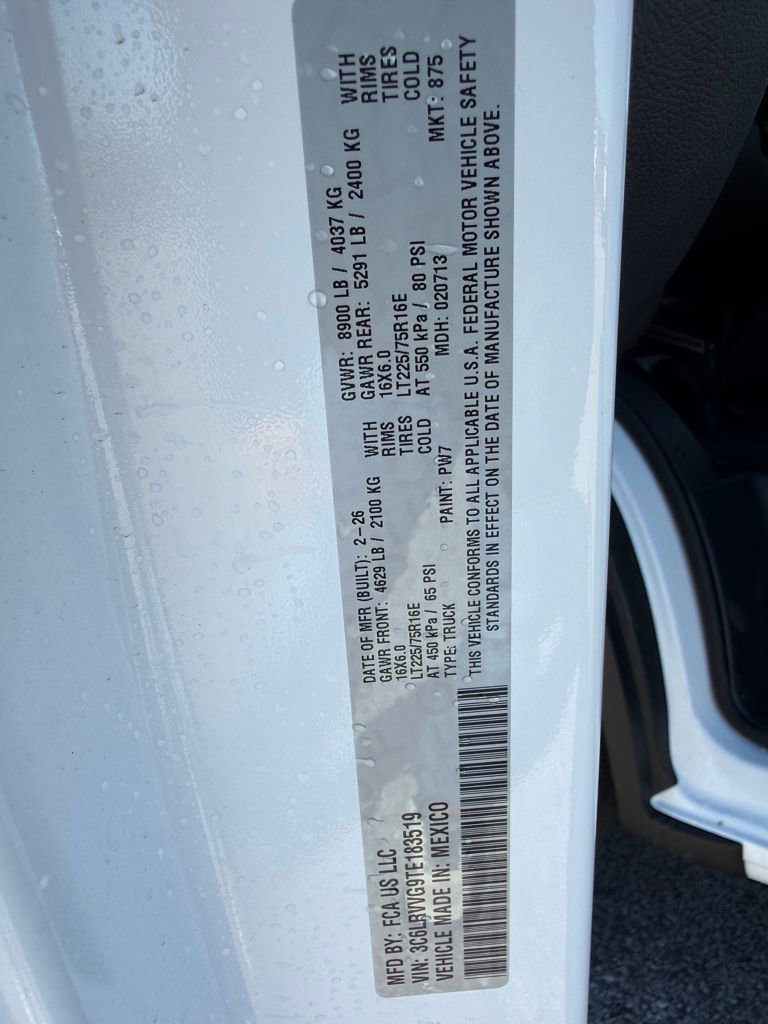 MFD BY: FCA US LLC
VIN: 3C6LRVVG9TE183519
VEHICLE MADE IN: MEXICO
DATE OF MFR (BUILT): 2-26
GAWR FRONT: 4629 LB / 2100 KG WITH
16X6.0 RIMS
LT225/75R16E TIRES
AT 450 kPa / 65 PSI COLD
TYPE: TRUCK PAINT: PW7
GVWR: 8900 LB / 4037 KG
GAWR REAR: 5291 LB / 2400 KG WITH
16X6.0 RIMS
LT225/75R16E TIRES
AT 550 kPa / 80 PSI COLD
MDH: 020713 MKT: 875
THIS VEHICLE CONFORMS TO ALL APPLICABLE U.S.A. FEDERAL MOTOR VEHICLE SAFETY
STANDARDS IN EFFECT ON THE DATE OF MANUFACTURE SHOWN ABOVE.